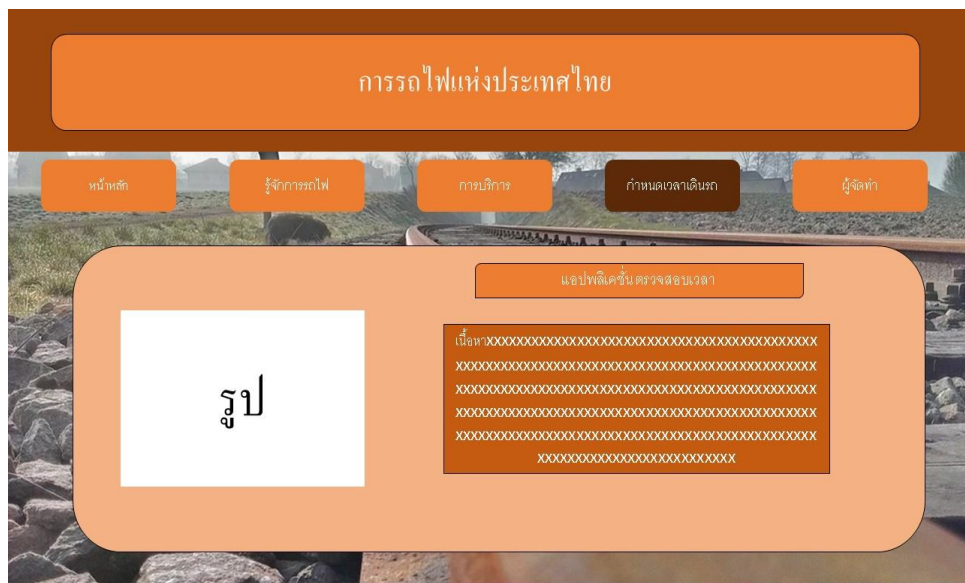 การรถไฟแห่งประเทศไทย
หน้าหลัก
รู้จักการรถไฟ
การบริการ
กำหนดเวลาเดินรถ
ผู้จัดทำ
แอปพลิเคชั่นตรวจสอบเวลา
รูป
เนื้อหาXXXXXXXXXXXXXXXXXXXXXXXXXXXXXXXXXXXXXXXXXXX
XXXXXXXXXXXXXXXXXXXXXXXXXXXXXXXXXXXXXXXXXXXXXXX
XXXXXXXXXXXXXXXXXXXXXXXXXXXXXXXXXXXXXXXXXXXXXXX
XXXXXXXXXXXXXXXXXXXXXXXXXXXXXXXXXXXXXXXXXXXXXXX
XXXXXXXXXXXXXXXXXXXXXXXXXXXXXXXXXXXXXXXXXXXXXXX
XXXXXXXXXXXXXXXXXXXXXXXXXX